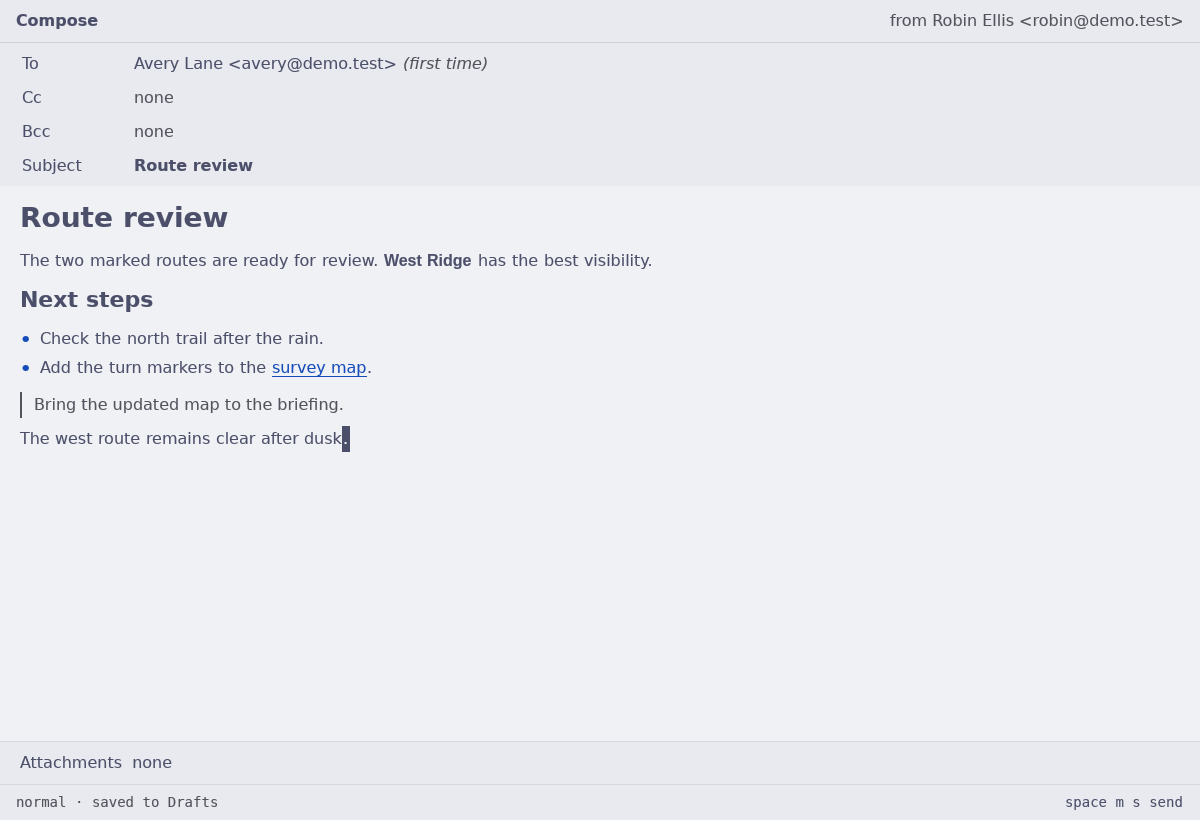 Compose from Robin Ellis <robin@demo.test>
To Avery Lane <avery@demo.test> (first time)
Cc none
Bcc none
Subject Route review
Route review
The two marked routes are ready for review. West Ridge has the best visibility.
Next steps
• Check the north trail after the rain.
• Add the turn markers to the survey map.
Bring the updated map to the briefing.
The west route remains clear after dusk.
Attachments none
normal · saved to Drafts space m s send